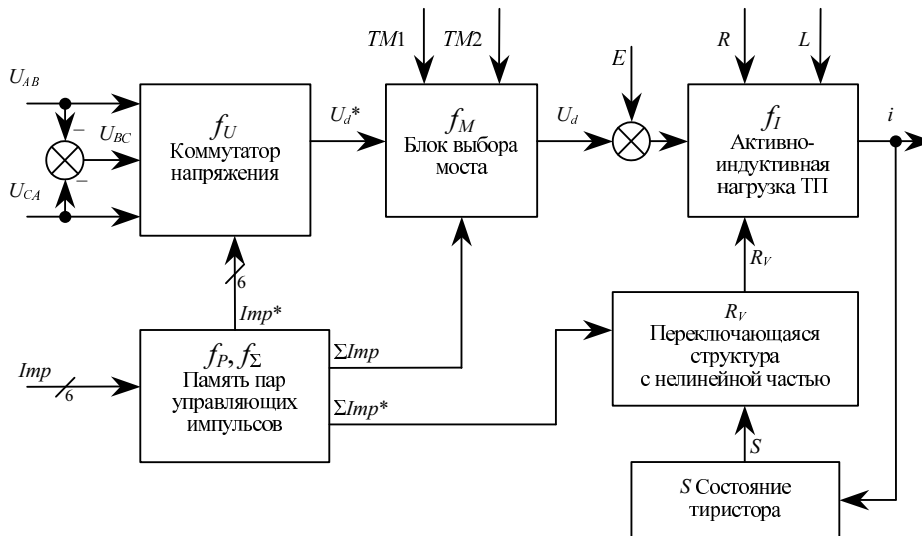 TM1
TM2
E
R
L
U_AB
U_BC
U_CA
–
–
f_U
Коммутатор
напряжения
U_d*
f_M
Блок выбора
моста
U_d
f_I
Активно-
индуктивная
нагрузка ТП
i
6
Imp*
R_V
Imp
6
f_P, f_Σ
Память пар
управляющих
импульсов
ΣImp
ΣImp*
R_V
Переключающаяся
структура
с нелинейной частью
S
S Состояние
тиристора